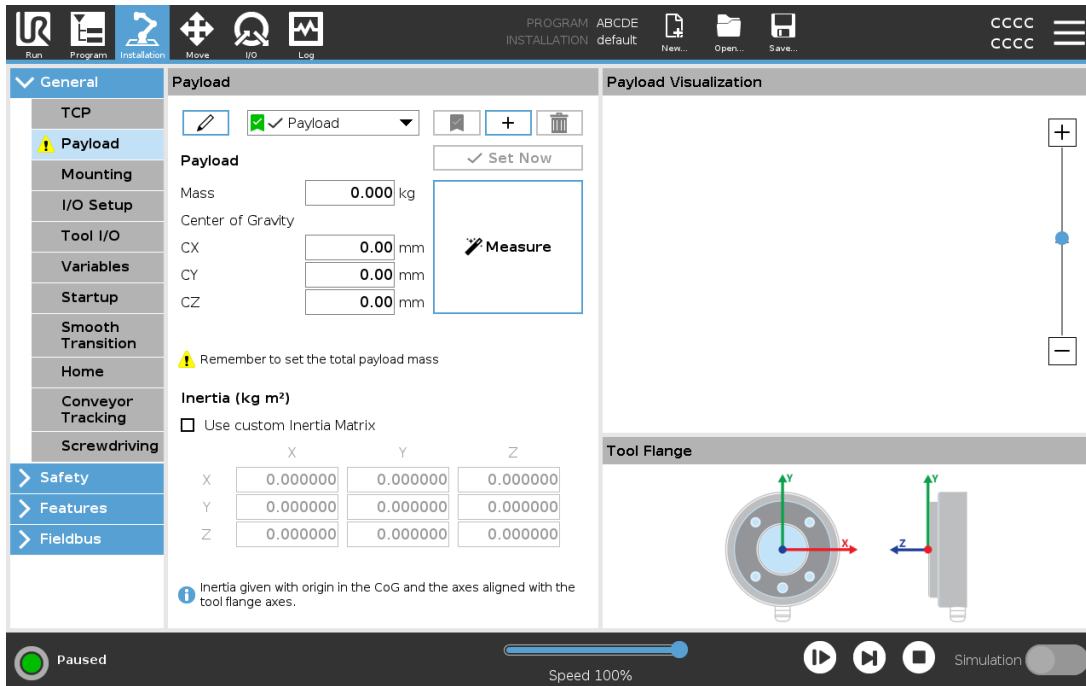 PROGRAM ABCDE
INSTALLATION default
CCCC
CCCC
Run
Program
Installation
Move
I/O
Log
New...
Open...
Save...
General
TCP
Payload
Mounting
I/O Setup
Tool I/O
Variables
Startup
Smooth
Transition
Home
Conveyor
Tracking
Screwdriving
Safety
Features
Fieldbus
Payload
Payload
Set Now
Payload
Mass 0.000 kg
Center of Gravity
CX 0.00 mm
CY 0.00 mm
CZ 0.00 mm
Measure
Remember to set the total payload mass
Inertia (kg m²)
Use custom Inertia Matrix
X Y Z
X 0.000000 0.000000 0.000000
Y 0.000000 0.000000 0.000000
Z 0.000000 0.000000 0.000000
Inertia given with origin in the CoG and the axes aligned with the
tool flange axes.
Payload Visualization
Tool Flange
Y
X
Y
Z
Paused
Speed 100%
Simulation